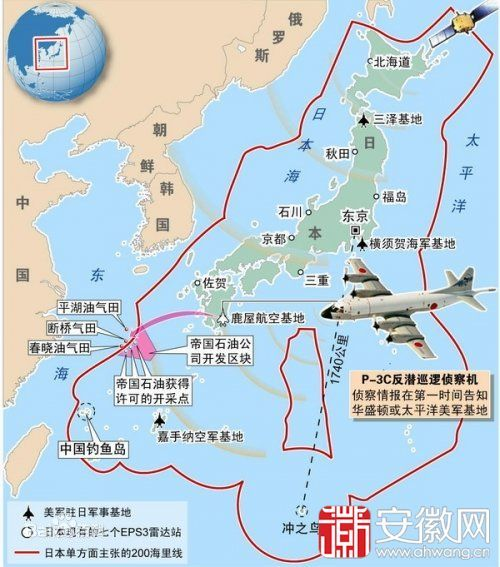 俄
罗
斯
北海道
朝
鲜
日
本
海
三泽基地
太
平
洋
韩
国
秋田
日
中
国
福岛
石川
东京
本
京都
横须贺海军基地
东
三重
佐贺
平湖油气田
断桥气田
春晓油气田
鹿屋航空基地
帝国石油公
司开发区块
海
帝国石油获得
许可的开采点
1740公里
P-3C反潜巡逻侦察机
侦察情报在第一时间告知
华盛顿或太平洋美军基地
嘉手纳空军基地
中国钓鱼岛
美军驻日军事基地
日本现有的七个EPS3雷达站
日本单方面主张的200海里线
冲之鸟
安徽网
www.ahwang.cn